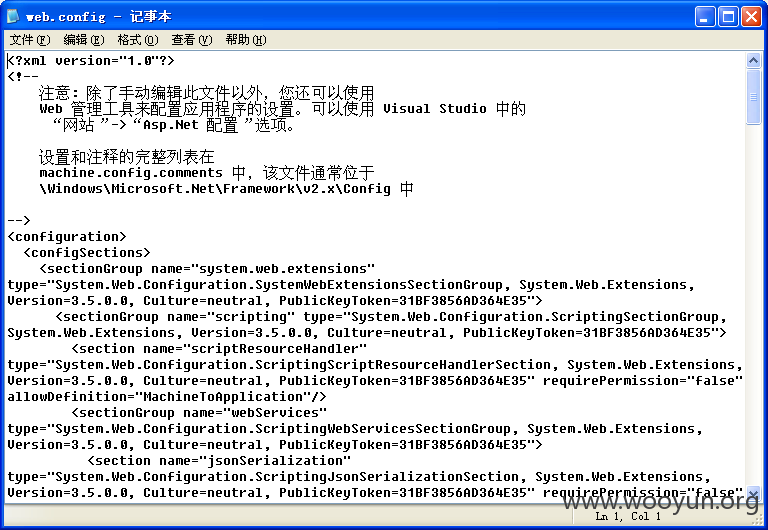 web.config - 记事本
文件(F) 编辑(E) 格式(O) 查看(V) 帮助(H)
<?xml version="1.0"?>
<!--
    注意: 除了手动编辑此文件以外，您还可以使用
    Web 管理工具来配置应用程序的设置。可以使用 Visual Studio 中的
     “网站 ”->“Asp.Net 配置 ”选项。

    设置和注释的完整列表在
    machine.config.comments 中，该文件通常位于
    \Windows\Microsoft.Net\Framework\v2.x\Config 中

-->
<configuration>
  <configSections>
    <sectionGroup name="system.web.extensions"
type="System.Web.Configuration.SystemWebExtensionsSectionGroup, System.Web.Extensions,
Version=3.5.0.0, Culture=neutral, PublicKeyToken=31BF3856AD364E35">
      <sectionGroup name="scripting" type="System.Web.Configuration.ScriptingSectionGroup,
System.Web.Extensions, Version=3.5.0.0, Culture=neutral, PublicKeyToken=31BF3856AD364E35">
        <section name="scriptResourceHandler"
type="System.Web.Configuration.ScriptingScriptResourceHandlerSection, System.Web.Extensions,
Version=3.5.0.0, Culture=neutral, PublicKeyToken=31BF3856AD364E35" requirePermission="false"
allowDefinition="MachineToApplication"/>
        <sectionGroup name="webServices"
type="System.Web.Configuration.ScriptingWebServicesSectionGroup, System.Web.Extensions,
Version=3.5.0.0, Culture=neutral, PublicKeyToken=31BF3856AD364E35">
          <section name="jsonSerialization"
type="System.Web.Configuration.ScriptingJsonSerializationSection, System.Web.Extensions,
Version=3.5.0.0, Culture=neutral, PublicKeyToken=31BF3856AD364E35" requirePermission="false"
www.wooyun.org
Ln 1, Col 1